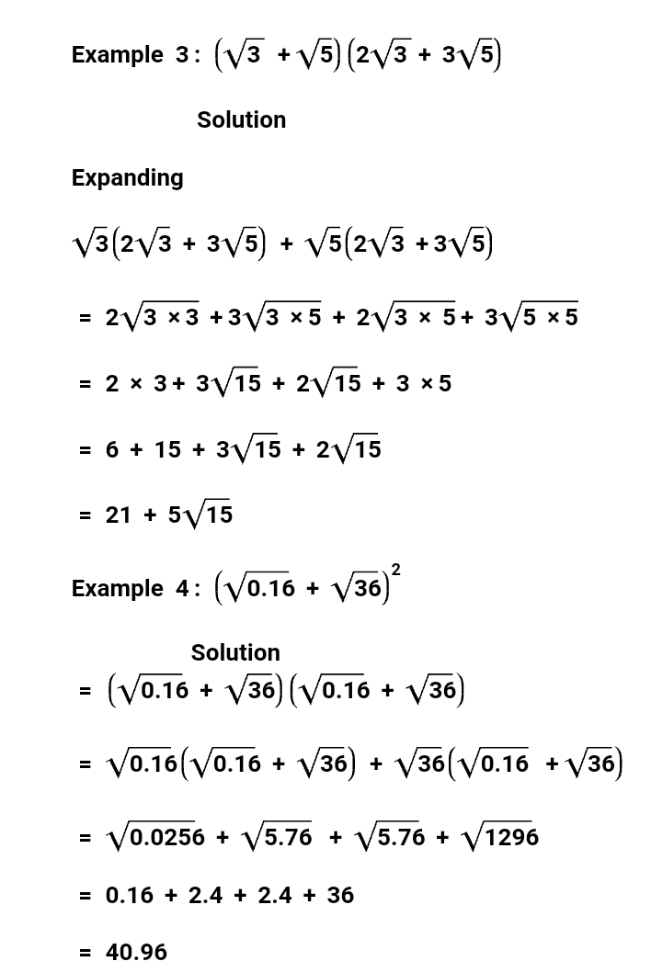 Example 3: (√3 + √5)(2√3 + 3√5)
Solution
Expanding
√3(2√3 + 3√5) + √5(2√3 + 3√5)
= 2√(3 × 3) + 3√(3 × 5) + 2√(3 × 5) + 3√(5 × 5)
= 2 × 3 + 3√15 + 2√15 + 3 × 5
= 6 + 15 + 3√15 + 2√15
= 21 + 5√15
Example 4: (√0.16 + √36)²
Solution
= (√0.16 + √36)(√0.16 + √36)
= √0.16(√0.16 + √36) + √36(√0.16 + √36)
= √0.0256 + √5.76 + √5.76 + √1296
= 0.16 + 2.4 + 2.4 + 36
= 40.96